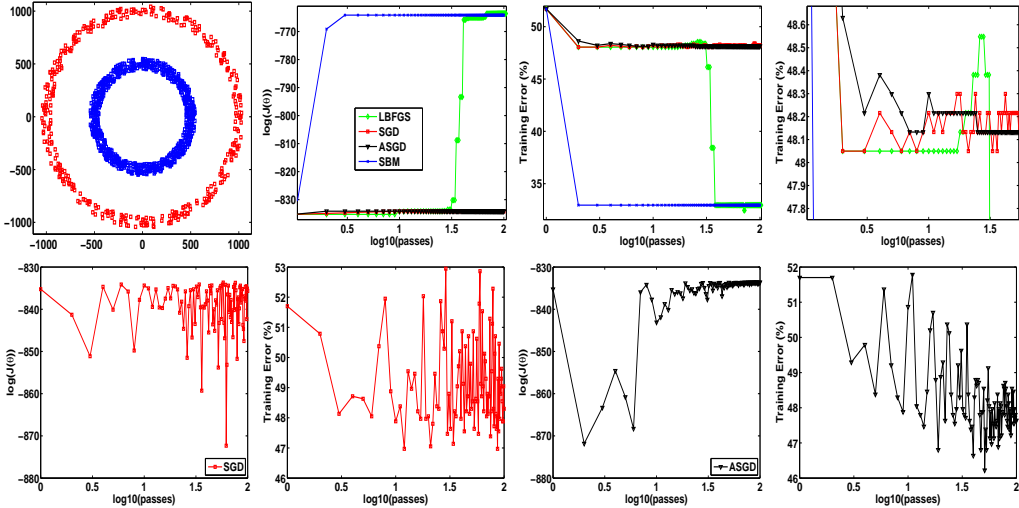 1000
500
0
−500
−1000
−1000 −500 0 500 1000
log(J(Θ))
−770
−780
−790
−800
−810
−820
−830
LBFGS
SGD
ASGD
SBM
0.5 1 1.5 2
log10(passes)
Training Error (%)
50
45
40
35
0.5 1 1.5 2
log10(passes)
Training Error (%)
48.6
48.5
48.4
48.3
48.2
48.1
48
47.9
47.8
0.5 1 1.5
log10(passes)
log(J(Θ))
−830
−840
−850
−860
−870
−880
SGD
0 0.5 1 1.5 2
log10(passes)
Training Error (%)
53
52
51
50
49
48
47
46
0 0.5 1 1.5 2
log10(passes)
log(J(Θ))
−830
−840
−850
−860
−870
−880
ASGD
0 0.5 1 1.5 2
log10(passes)
Training Error (%)
52
51
50
49
48
47
46
0 0.5 1 1.5 2
log10(passes)